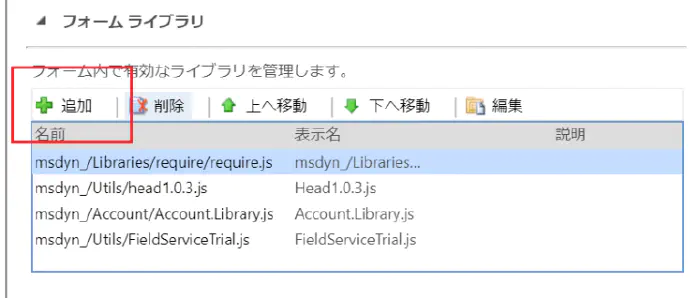 フォーム ライブラリ
フォーム内で有効なライブラリを管理します。
追加 削除 上へ移動 下へ移動 編集
名前 表示名 説明
msdyn_/Libraries/require/require.js msdyn_/Libraries...
msdyn_/Utils/head1.0.3.js Head1.0.3.js
msdyn_/Account/Account.Library.js Account.Library.js
msdyn_/Utils/FieldServiceTrial.js FieldServiceTrial.js